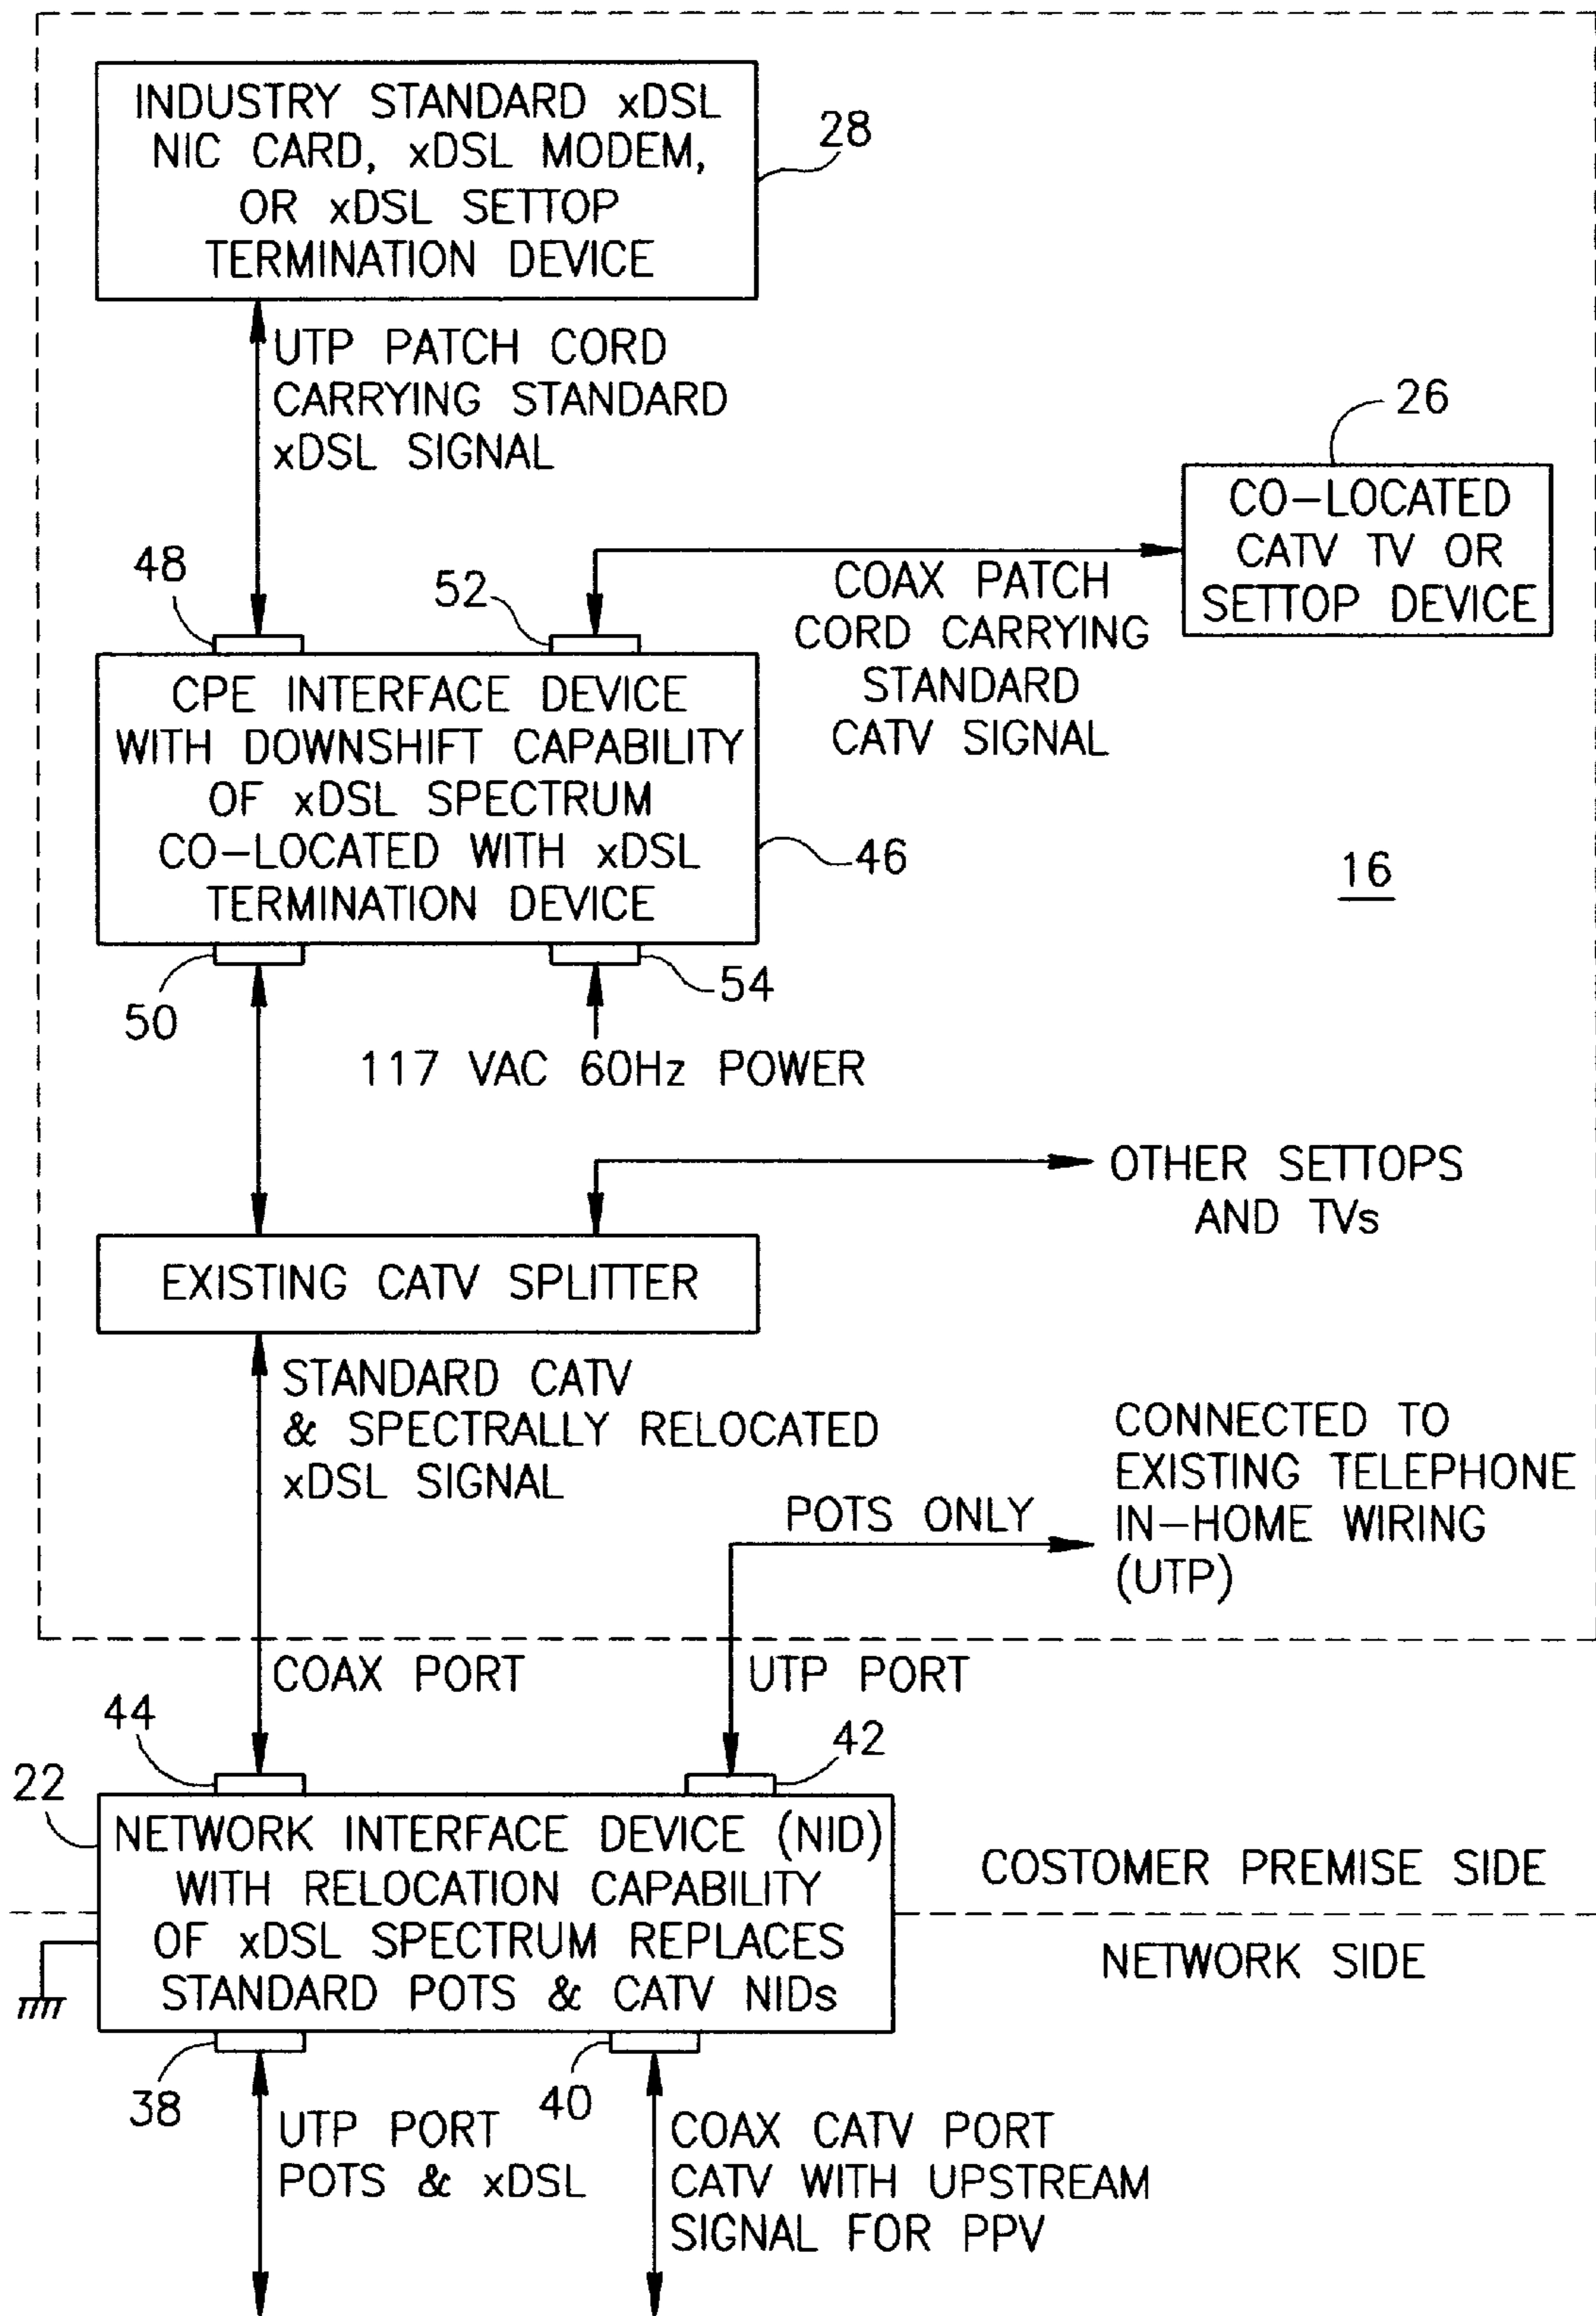 INDUSTRY STANDARD xDSL
NIC CARD, xDSL MODEM,
OR xDSL SETTOP
TERMINATION DEVICE
28
UTP PATCH CORD
CARRYING STANDARD
xDSL SIGNAL
26
CO-LOCATED
CATV TV OR
SETTOP DEVICE
48
52
COAX PATCH
CORD CARRYING
STANDARD
CATV SIGNAL
CPE INTERFACE DEVICE
WITH DOWNSHIFT CAPABILITY
OF xDSL SPECTRUM
CO-LOCATED WITH xDSL
TERMINATION DEVICE
46
16
50
54
117 VAC 60Hz POWER
OTHER SETTOPS
AND TVs
EXISTING CATV SPLITTER
STANDARD CATV
& SPECTRALLY RELOCATED
xDSL SIGNAL
POTS ONLY
CONNECTED TO
EXISTING TELEPHONE
IN-HOME WIRING
(UTP)
COAX PORT
UTP PORT
44
42
22
NETWORK INTERFACE DEVICE (NID)
WITH RELOCATION CAPABILITY
OF xDSL SPECTRUM REPLACES
STANDARD POTS & CATV NIDs
COSTOMER PREMISE SIDE
NETWORK SIDE
38
40
UTP PORT
POTS & xDSL
COAX CATV PORT
CATV WITH UPSTREAM
SIGNAL FOR PPV